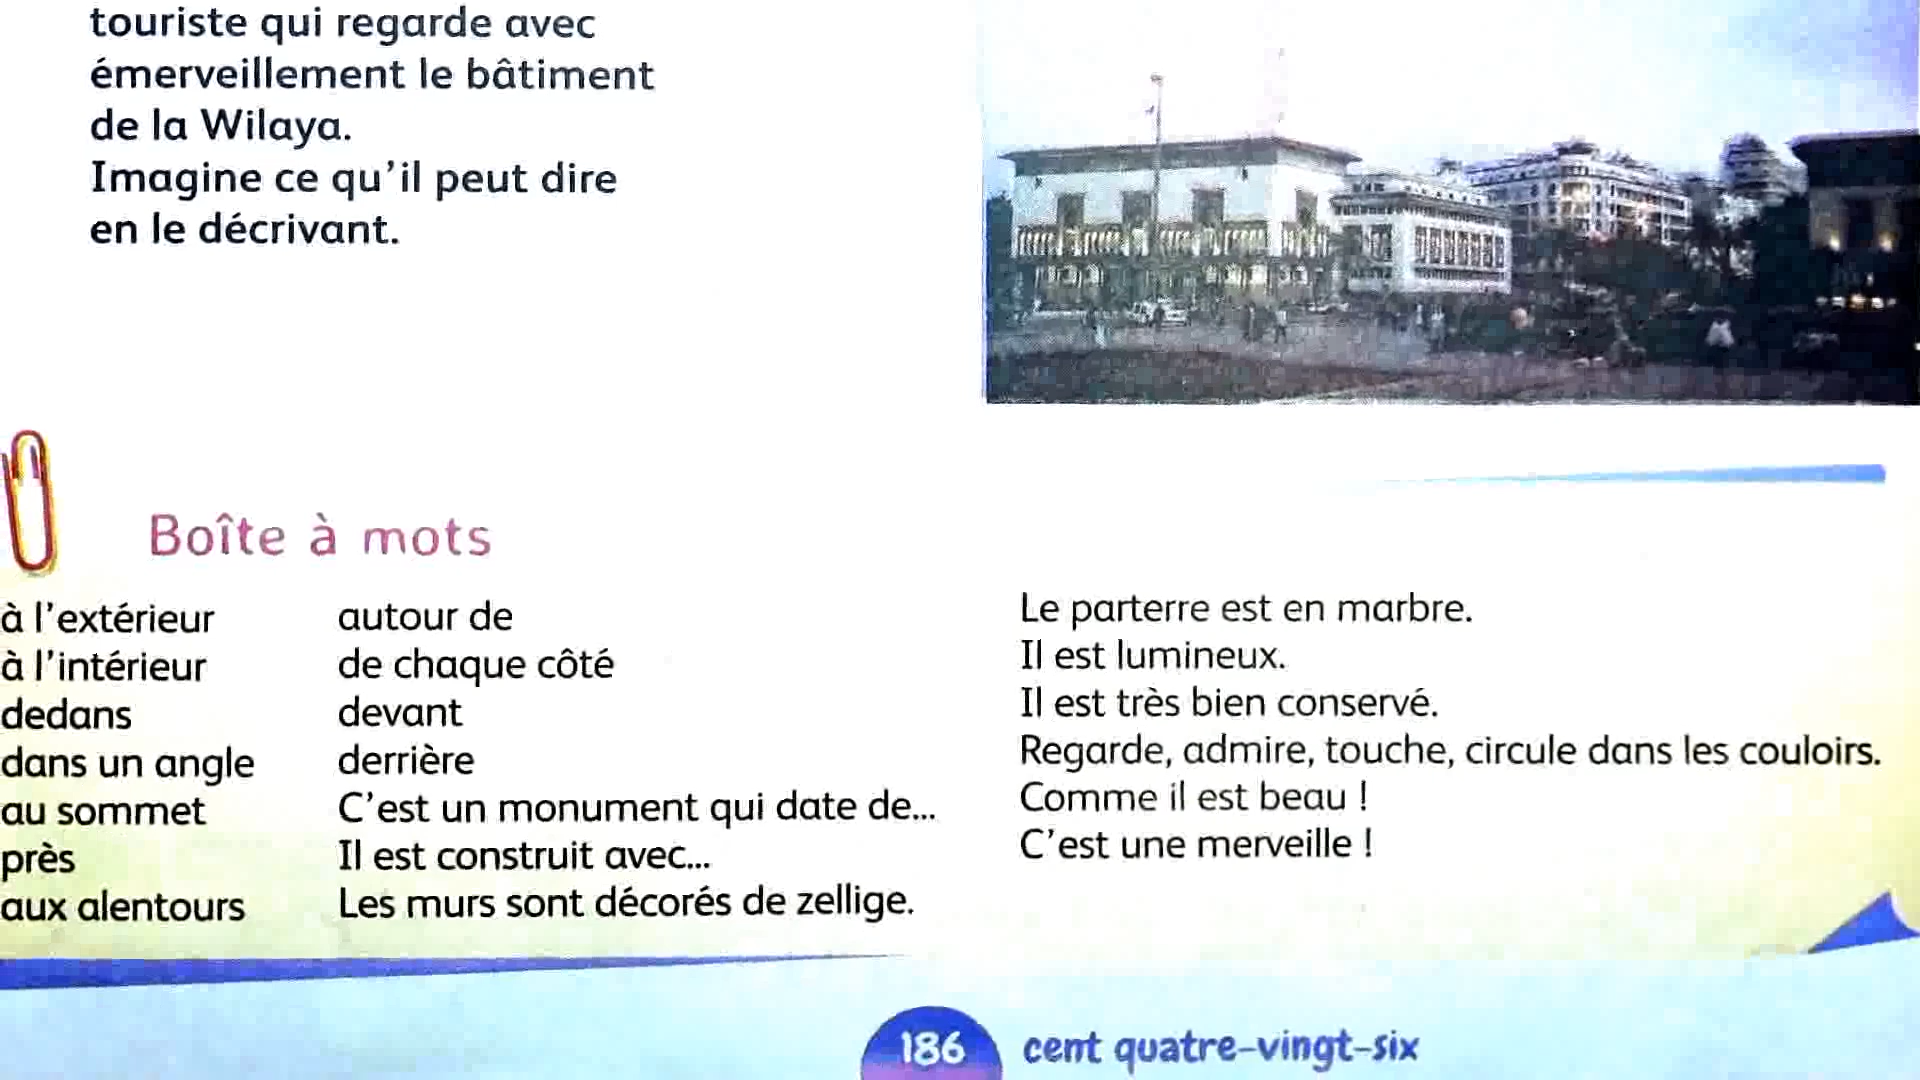 touriste qui regarde avec
émerveillement le bâtiment
de la Wilaya.
Imagine ce qu'il peut dire
en le décrivant.
Boîte à mots
à l'extérieur
à l'intérieur
dedans
dans un angle
au sommet
près
aux alentours
autour de
de chaque côté
devant
derrière
C'est un monument qui date de...
Il est construit avec...
Les murs sont décorés de zellige.
Le parterre est en marbre.
Il est lumineux.
Il est très bien conservé.
Regarde, admire, touche, circule dans les couloirs.
Comme il est beau !
C'est une merveille !
186 cent quatre-vingt-six